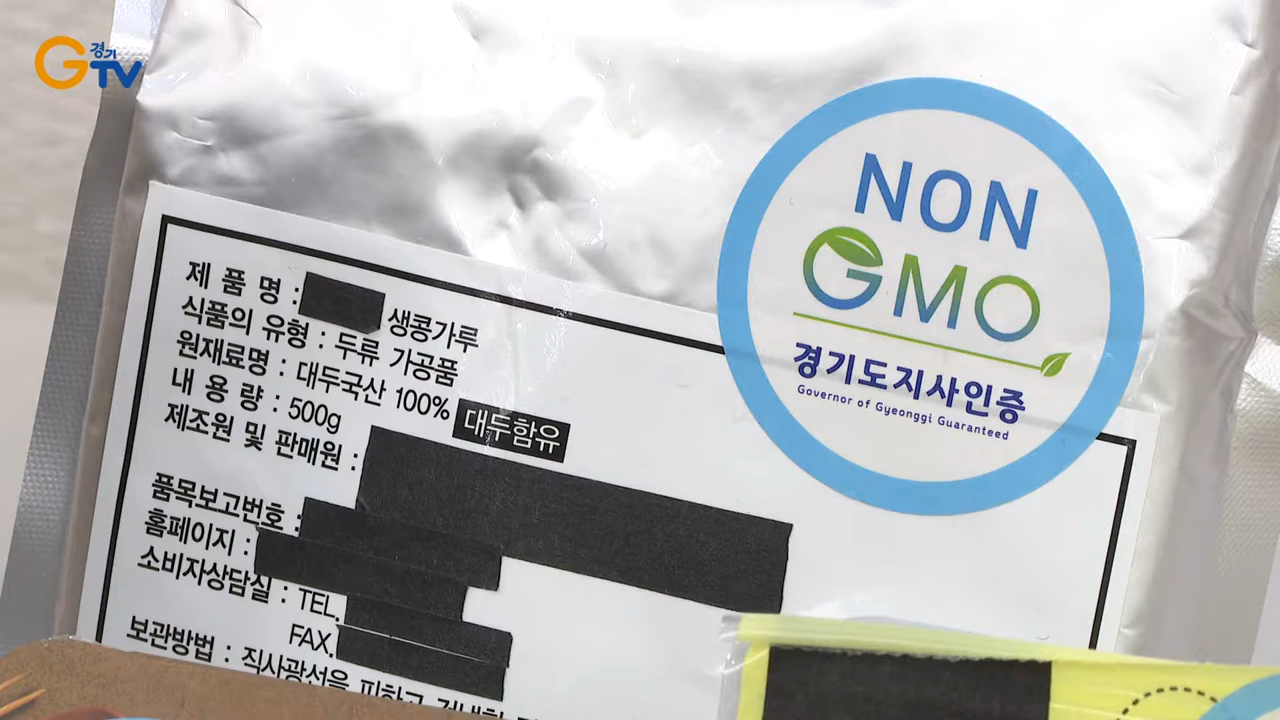 경기
GTV
NON
GMO
경기도지사인증
Governor of Gyeonggi Guaranteed
제 품 명 : 생콩가루
식품의 유형 : 두류 가공품
원재료명 : 대두국산 100% 대두함유
내 용 량 : 500g
제조원 및 판매원 :
품목보고번호 :
홈페이지 :
소비자상담실 : TEL.
FAX.
보관방법 : 직사광선을 피하고